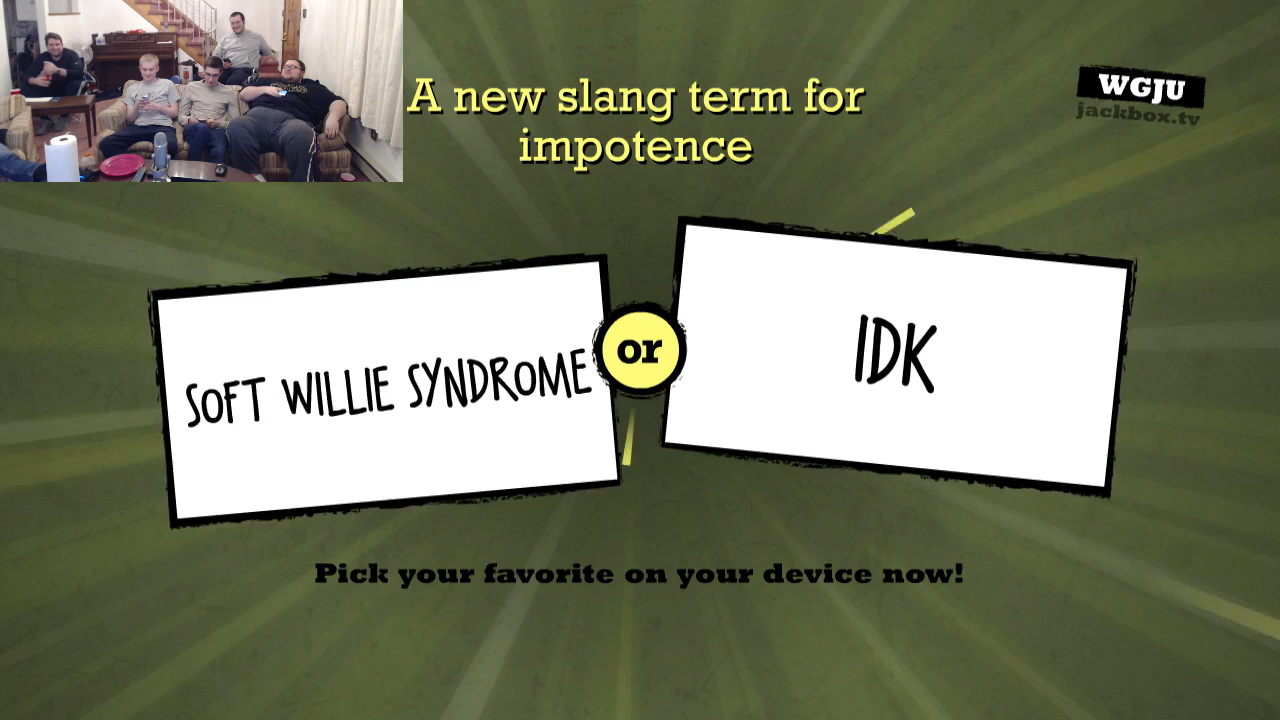 A new slang term for
impotence
WGJU
jackbox.tv
SOFT WILLIE SYNDROME
or
IDK
Pick your favorite on your device now!